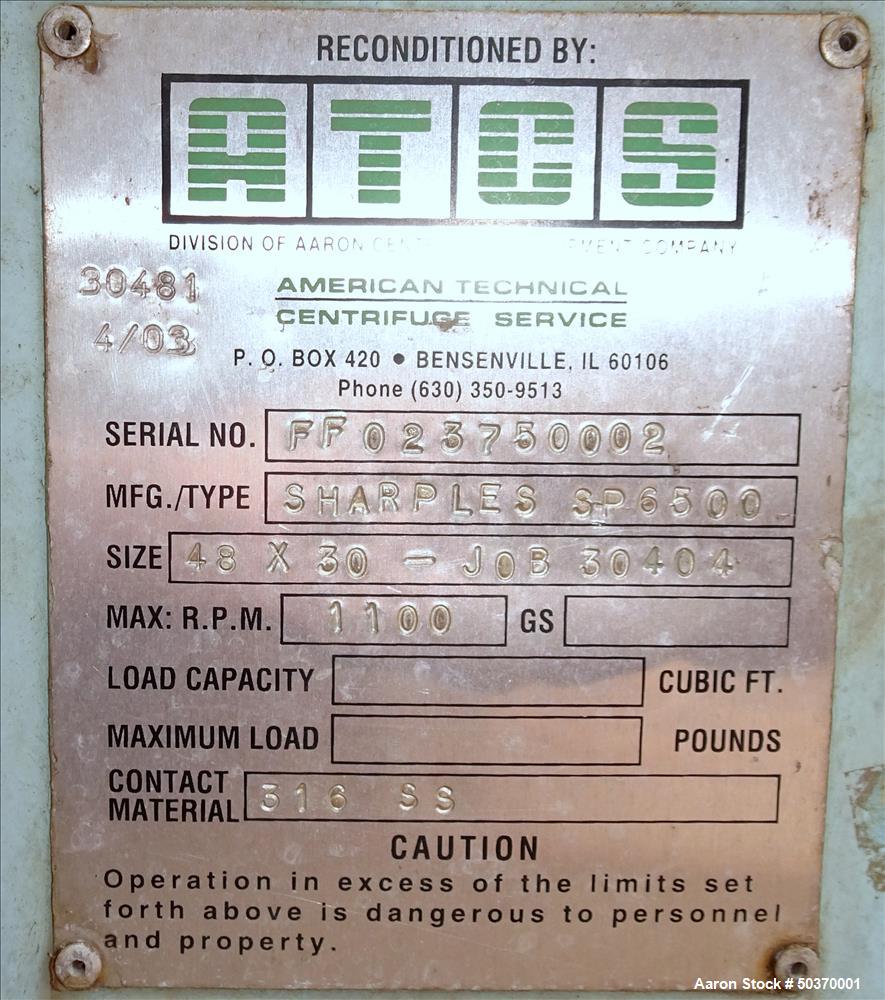 RECONDITIONED BY:
ATCS
DIVISION OF AARON COMPANY
30481
AMERICAN TECHNICAL
4/03
CENTRIFUGE SERVICE
P. O. BOX 420 • BENSENVILLE, IL 60106
Phone (630) 350-9513
SERIAL NO. FF023750002
MFG./TYPE SHARPLES SP6500
SIZE 48 X 30 - JOB 30404
MAX: R.P.M. 1100 GS
LOAD CAPACITY CUBIC FT.
MAXIMUM LOAD POUNDS
CONTACT
MATERIAL 316 SS
CAUTION
Operation in excess of the limits set
forth above is dangerous to personnel
and property.
Aaron Stock # 50370001